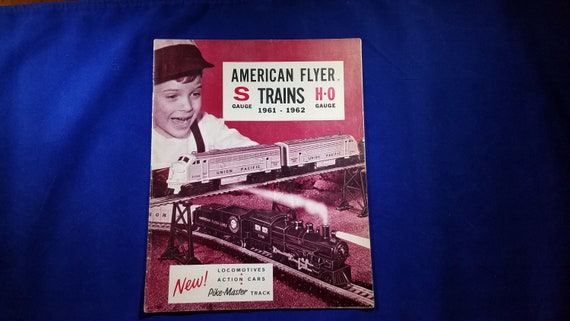 AMERICAN FLYER
S TRAINS H·O
GAUGE 1961 - 1962 GAUGE
UNION PACIFIC
UNION PACIFIC
New!
LOCOMOTIVES
ACTION CARS
Pike-Master TRACK